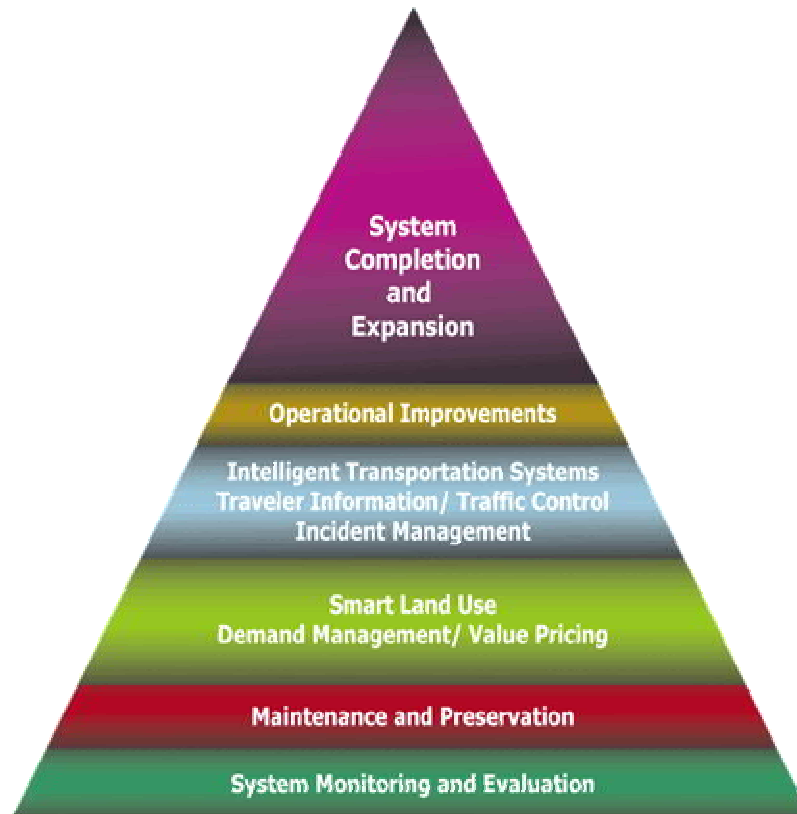 System
Completion
and
Expansion
Operational Improvements
Intelligent Transportation Systems
Traveler Information/ Traffic Control
Incident Management
Smart Land Use
Demand Management/ Value Pricing
Maintenance and Preservation
System Monitoring and Evaluation